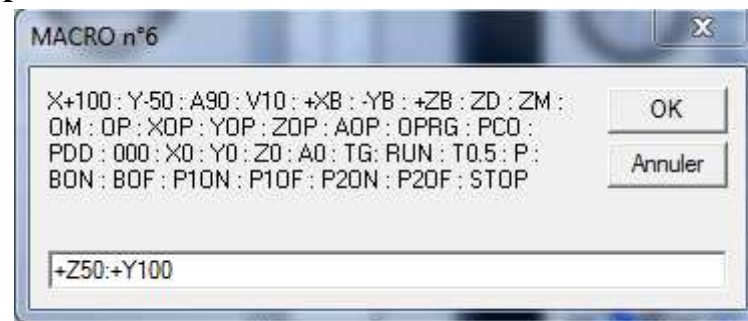 MACRO n°6
X+100 : Y-50 : A90 : V10 : +XB : -YB : +ZB : ZD : ZM :
OM : OP : XOP : YOP : ZOP : AOP : OPRG : PCO :
PDD : 000 : X0 : Y0 : Z0 : A0 : TG: RUN : T0.5 : P :
BON : BOF : P1ON : P1OF : P2ON : P2OF : STOP
OK
Annuler
+Z50:+Y100